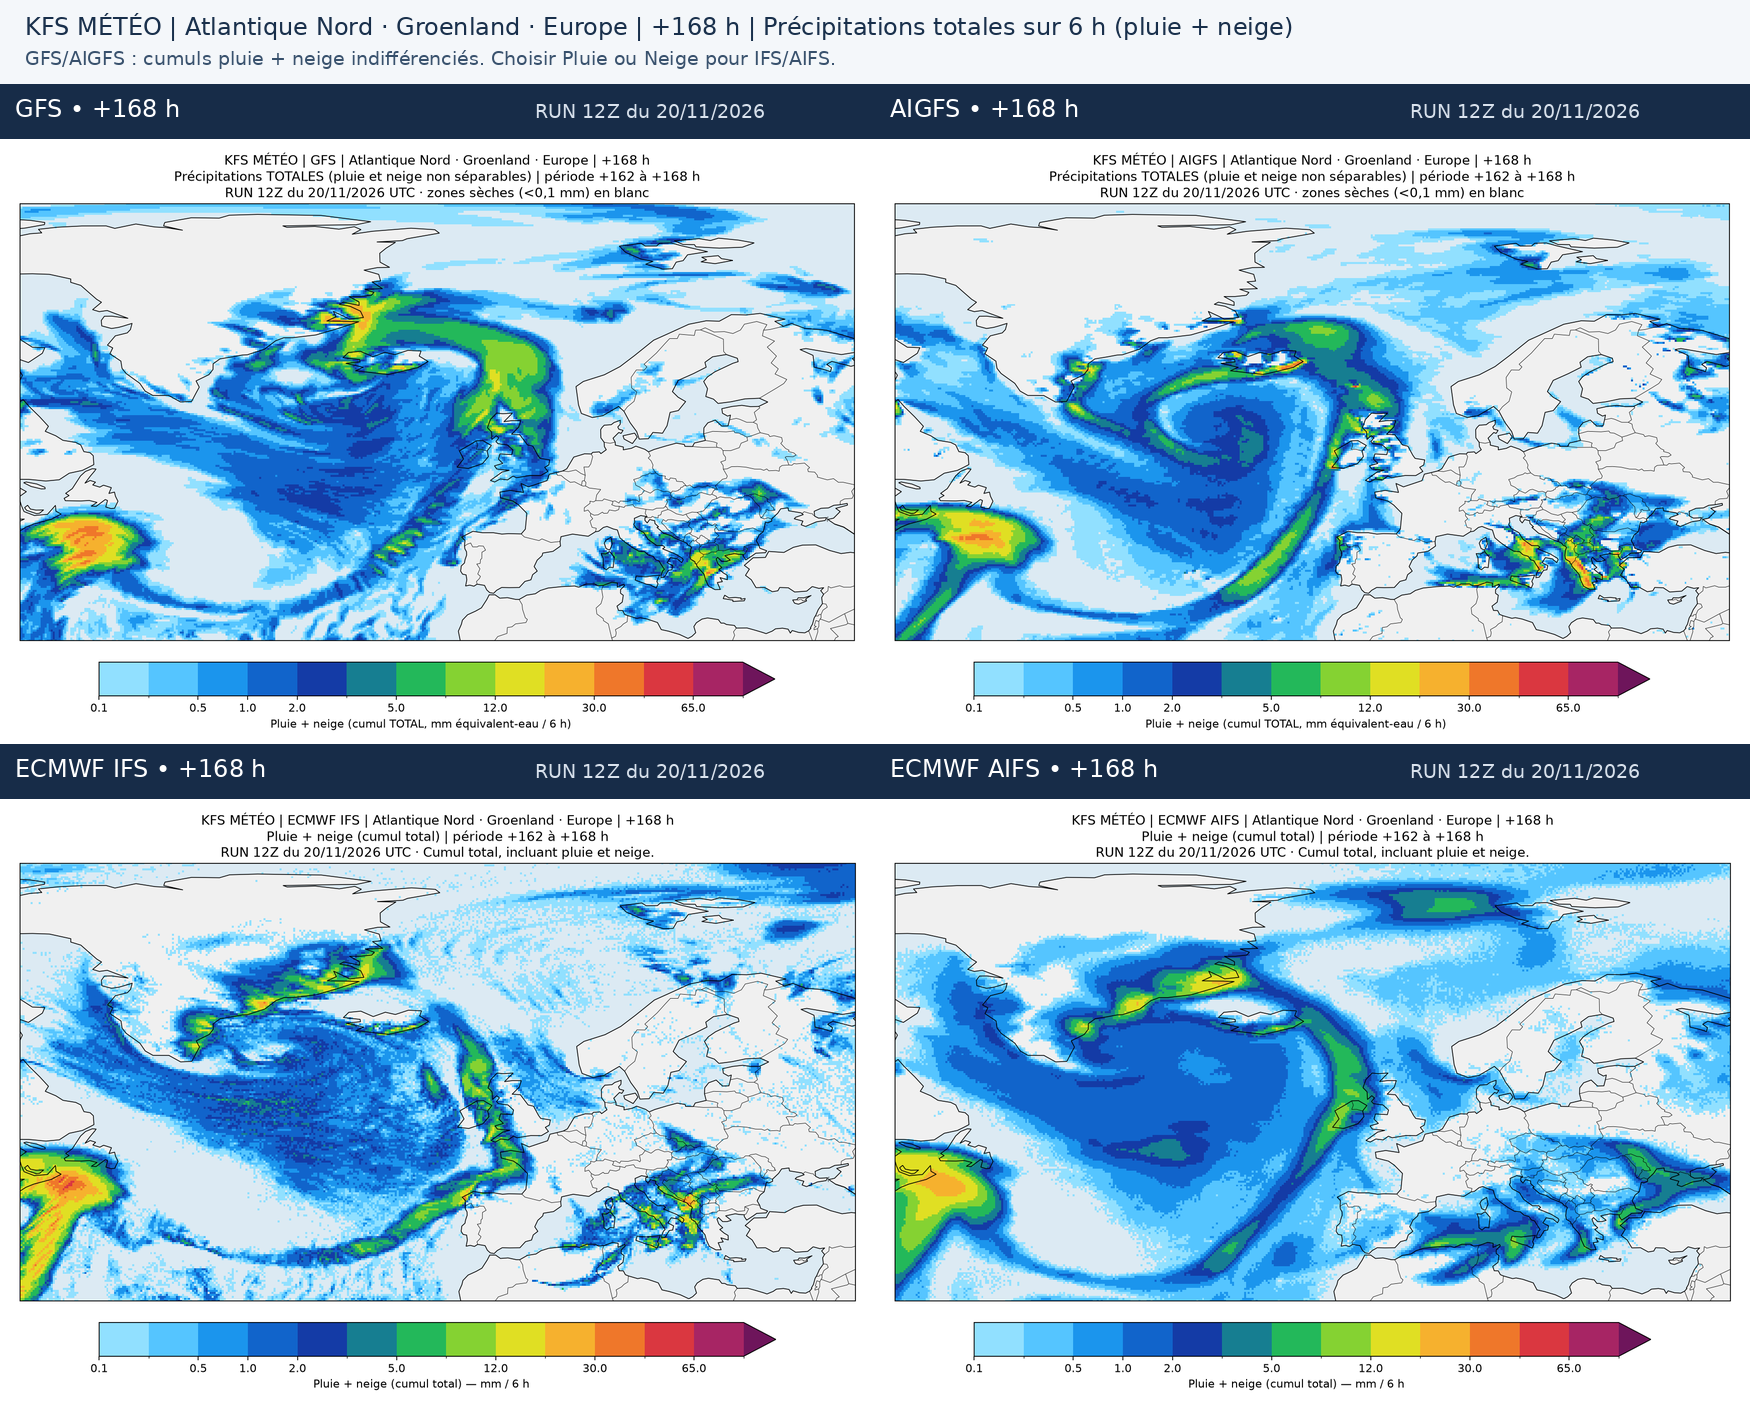 KFS MÉTÉO | Atlantique Nord · Groenland · Europe | +168 h | Précipitations totales sur 6 h (pluie + neige)
GFS/AIGFS : cumuls pluie + neige indifférenciés. Choisir Pluie ou Neige pour IFS/AIFS.
GFS • +168 h
RUN 12Z du 20/11/2026
KFS MÉTÉO | GFS | Atlantique Nord · Groenland · Europe | +168 h
Précipitations TOTALES (pluie et neige non séparables) | période +162 à +168 h
RUN 12Z du 20/11/2026 UTC · zones sèches (<0,1 mm) en blanc
0.1 0.5 1.0 2.0 5.0 12.0 30.0 65.0
Pluie + neige (cumul TOTAL, mm équivalent-eau / 6 h)
AIGFS • +168 h
RUN 12Z du 20/11/2026
KFS MÉTÉO | AIGFS | Atlantique Nord · Groenland · Europe | +168 h
Précipitations TOTALES (pluie et neige non séparables) | période +162 à +168 h
RUN 12Z du 20/11/2026 UTC · zones sèches (<0,1 mm) en blanc
0.1 0.5 1.0 2.0 5.0 12.0 30.0 65.0
Pluie + neige (cumul TOTAL, mm équivalent-eau / 6 h)
ECMWF IFS • +168 h
RUN 12Z du 20/11/2026
KFS MÉTÉO | ECMWF IFS | Atlantique Nord · Groenland · Europe | +168 h
Pluie + neige (cumul total) | période +162 à +168 h
RUN 12Z du 20/11/2026 UTC · Cumul total, incluant pluie et neige.
0.1 0.5 1.0 2.0 5.0 12.0 30.0 65.0
Pluie + neige (cumul total) — mm / 6 h
ECMWF AIFS • +168 h
RUN 12Z du 20/11/2026
KFS MÉTÉO | ECMWF AIFS | Atlantique Nord · Groenland · Europe | +168 h
Pluie + neige (cumul total) | période +162 à +168 h
RUN 12Z du 20/11/2026 UTC · Cumul total, incluant pluie et neige.
0.1 0.5 1.0 2.0 5.0 12.0 30.0 65.0
Pluie + neige (cumul total) — mm / 6 h